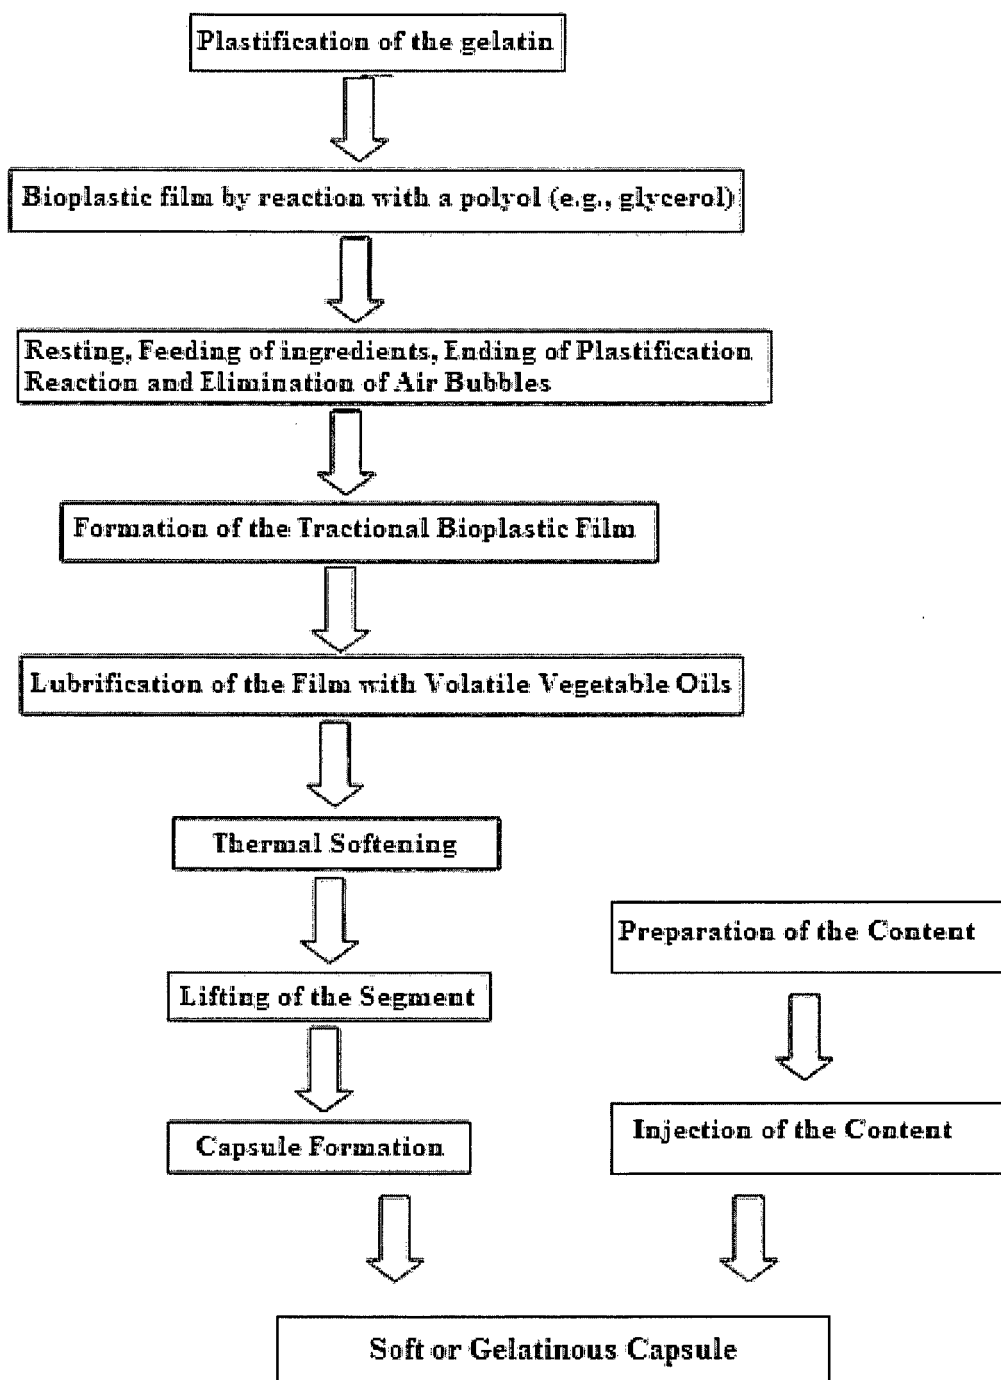 Plastification of the gelatin
Bioplastic film by reaction with a polyol (e.g., glycerol)
Resting, Feeding of ingredients, Ending of Plastification
Reaction and Elimination of Air Bubbles
Formation of the Tractional Bioplastic Film
Lubrification of the Film with Volatile Vegetable Oils
Thermal Softening
Lifting of the Segment
Capsule Formation
Preparation of the Content
Injection of the Content
Soft or Gelatinous Capsule